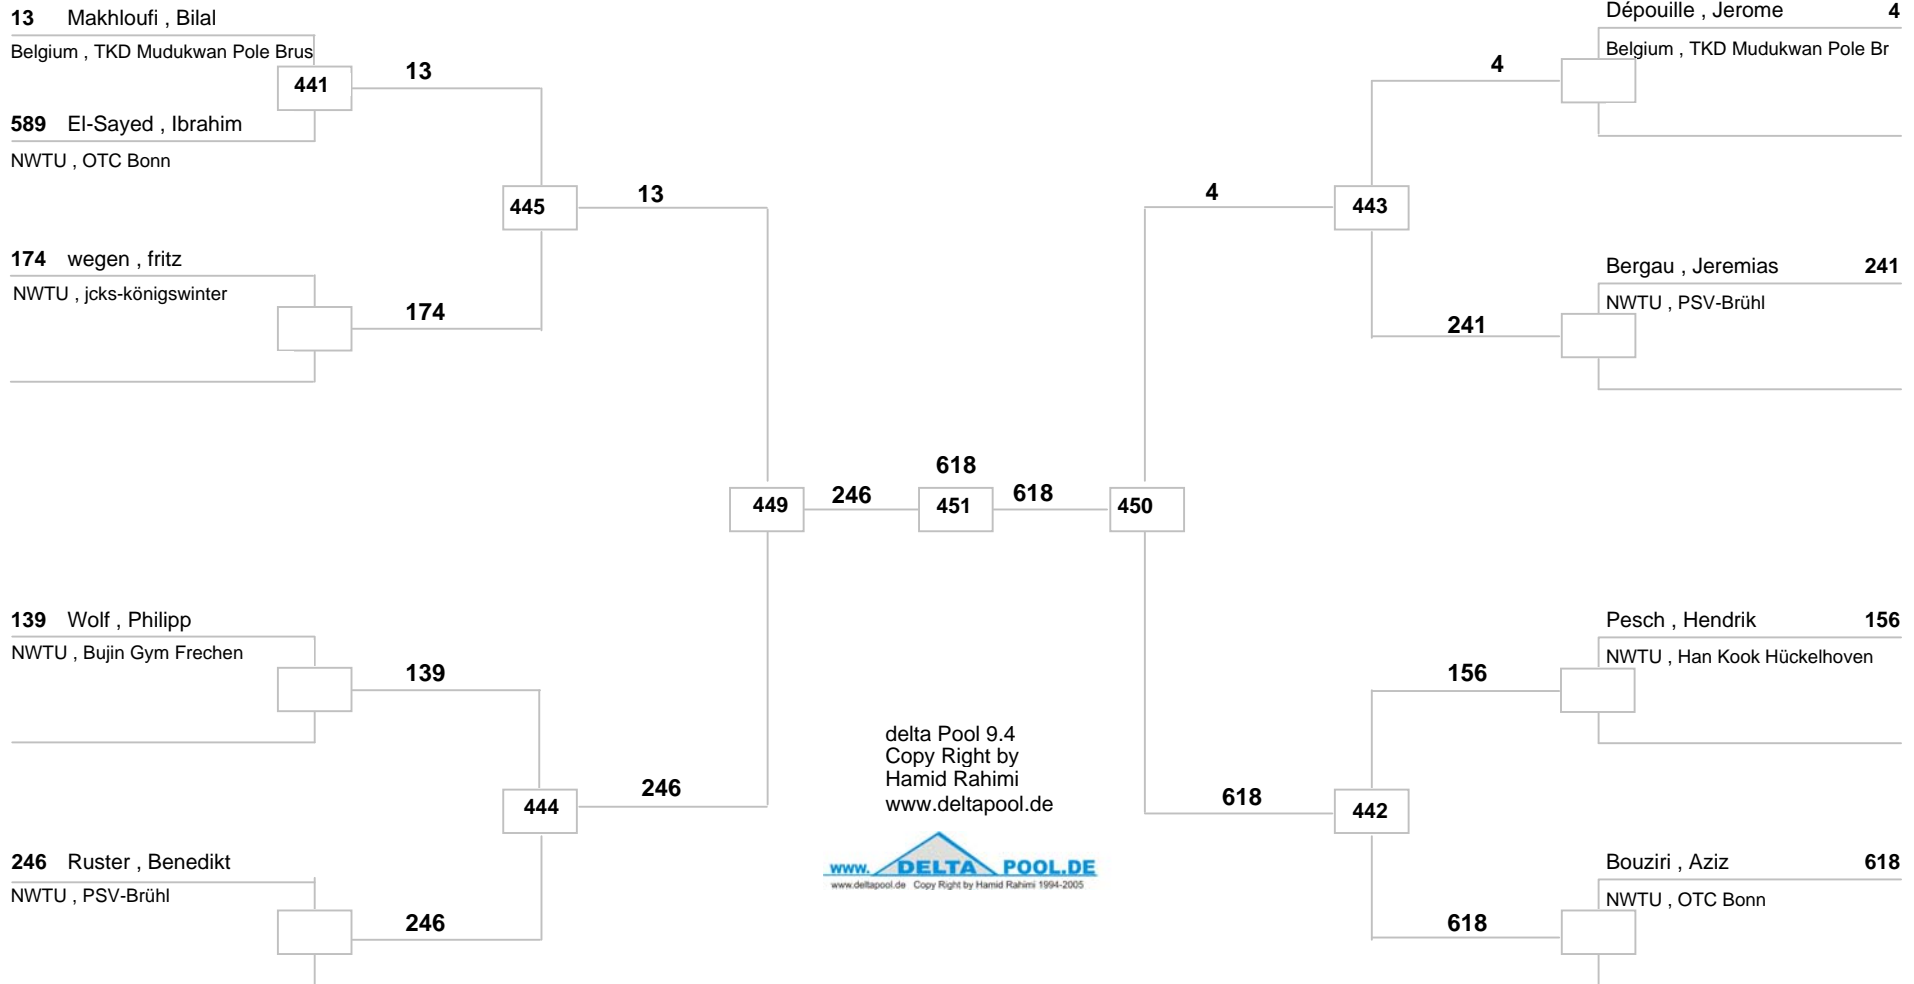 13 Makhloufi , Bilal
Belgium , TKD Mudukwan Pole Brus
441
13
589 El-Sayed , Ibrahim
NWTU , OTC Bonn
445
13
174 wegen , fritz
NWTU , jcks-königswinter
174
449
246
139 Wolf , Philipp
NWTU , Bujin Gym Frechen
139
444
246
246 Ruster , Benedikt
NWTU , PSV-Brühl
246
618
451
618
450
delta Pool 9.4
Copy Right by
Hamid Rahimi
www.deltapool.de
www. DELTA POOL.DE
www.deltapool.de Copy Right by Hamid Rahimi 1994-2005
Dépouille , Jerome 4
Belgium , TKD Mudukwan Pole Br
4
4
443
Bergau , Jeremias 241
NWTU , PSV-Brühl
241
Pesch , Hendrik 156
NWTU , Han Kook Hückelhoven
156
618
442
Bouziri , Aziz 618
NWTU , OTC Bonn
618